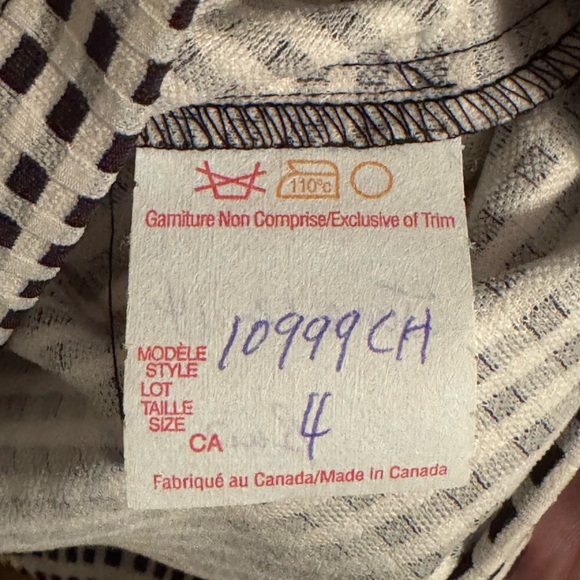 110°c
Garniture Non Comprise/Exclusive of Trim
MODÈLE
STYLE 10999CH
LOT
TAILLE
SIZE 4
CA
Fabriqué au Canada/Made In Canada